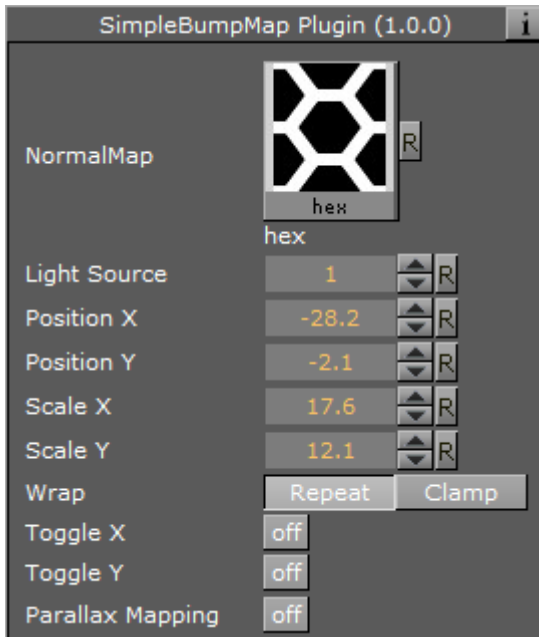 SimpleBumpMap Plugin (1.0.0) i
NormalMap R
hex
hex
Light Source 1 R
Position X -28.2 R
Position Y -2.1 R
Scale X 17.6 R
Scale Y 12.1 R
Wrap Repeat Clamp
Toggle X off
Toggle Y off
Parallax Mapping off